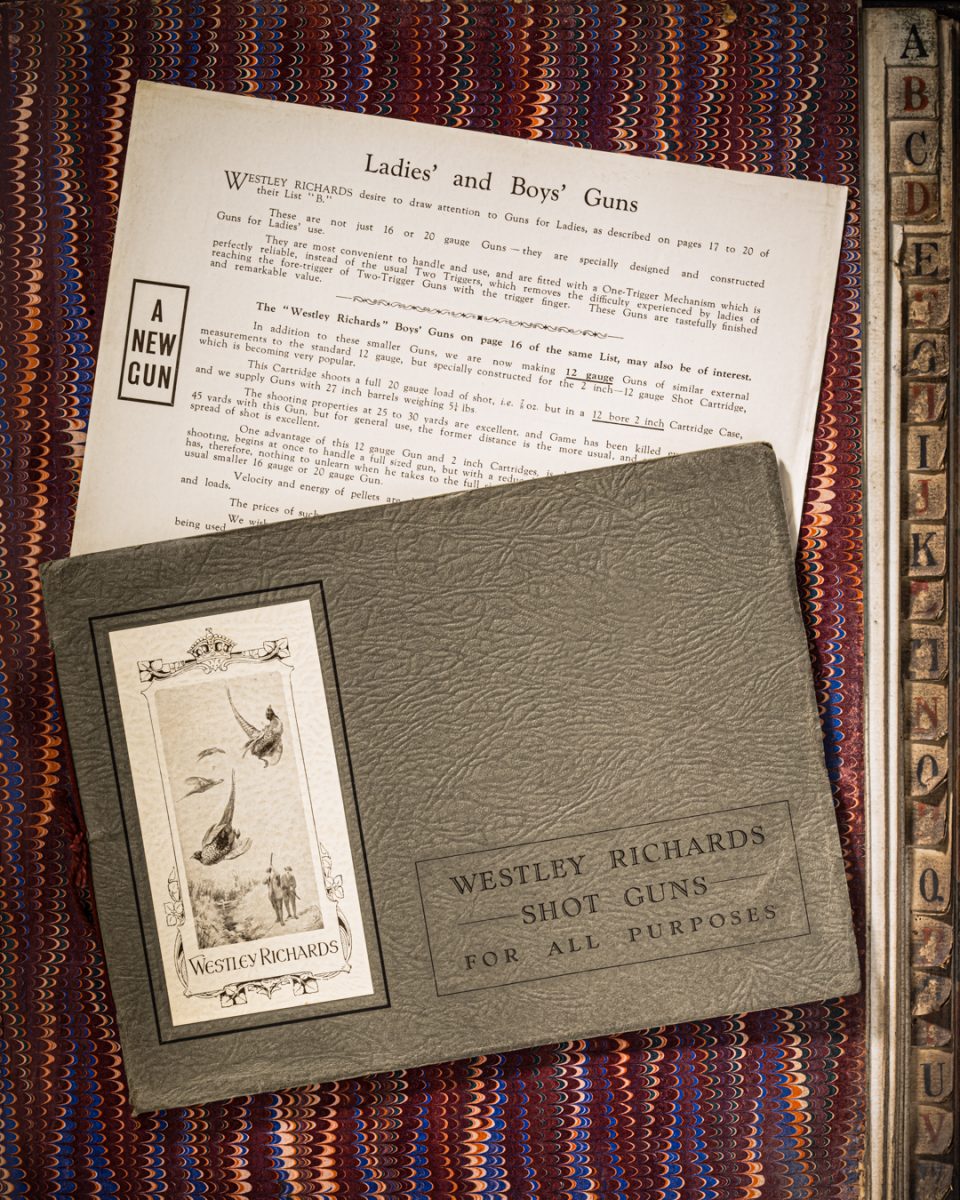 Ladies' and Boys' Guns
WESTLEY RICHARDS desire to draw attention to Guns for Ladies, as described on pages 17 to 20 of
their List "B."
These are not just 16 or 20 gauge Guns — they are specially designed and constructed
Guns for Ladies' use.
They are most convenient to handle and use, and are fitted with a One-Trigger Mechanism which is
perfectly reliable, instead of the usual Two Triggers, which removes the difficulty experienced by ladies of
reaching the fore-trigger of Two-Trigger Guns with the trigger finger. These Guns are tastefully finished
and remarkable value.
The "Westley Richards" Boys' Guns on page 16 of the same List, may also be of interest.
In addition to these smaller Guns, we are now making 12 gauge Guns of similar external
measurements to the standard 12 gauge, but specially constructed for the 2 inch—12 gauge Shot Cartridge,
which is becoming very popular.
This Cartridge shoots a full 20 gauge load of shot, i.e. ⅞ oz. but in a 12 bore 2 inch Cartridge Case,
and we supply Guns with 27 inch barrels weighing 5¼ lbs.
The shooting properties at 25 to 30 yards are excellent, and Game has been killed
45 yards with this Gun, but for general use, the former distance is the more usual, and
spread of shot is excellent.
One advantage of this 12 gauge Gun and 2 inch Cartridges, is
shooting, begins at once to handle a full sized gun, but with a
has, therefore, nothing to unlearn when he takes to the full
usual smaller 16 gauge or 20 gauge Gun.
Velocity and energy of pellets are
and loads.
The prices of such
We
being used
A
NEW
GUN
WESTLEY RICHARDS
WESTLEY RICHARDS
SHOT GUNS
FOR ALL PURPOSES
A
B
C
D
E
I
J
K
N
O
Q
U